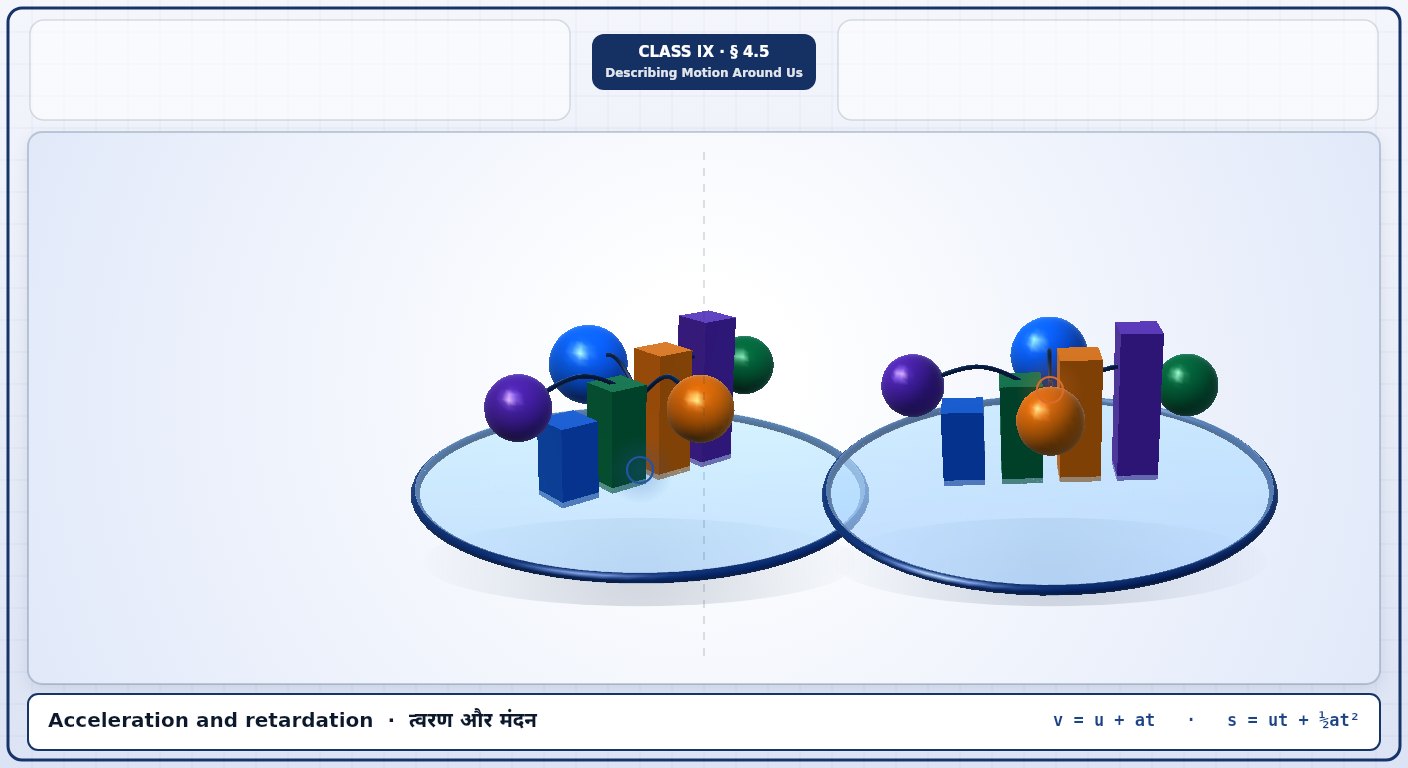 CLASS IX · § 4.5
Describing Motion Around Us
Acceleration and retardation · त्वरण और मंदन
v = u + at · s = ut + ½at²